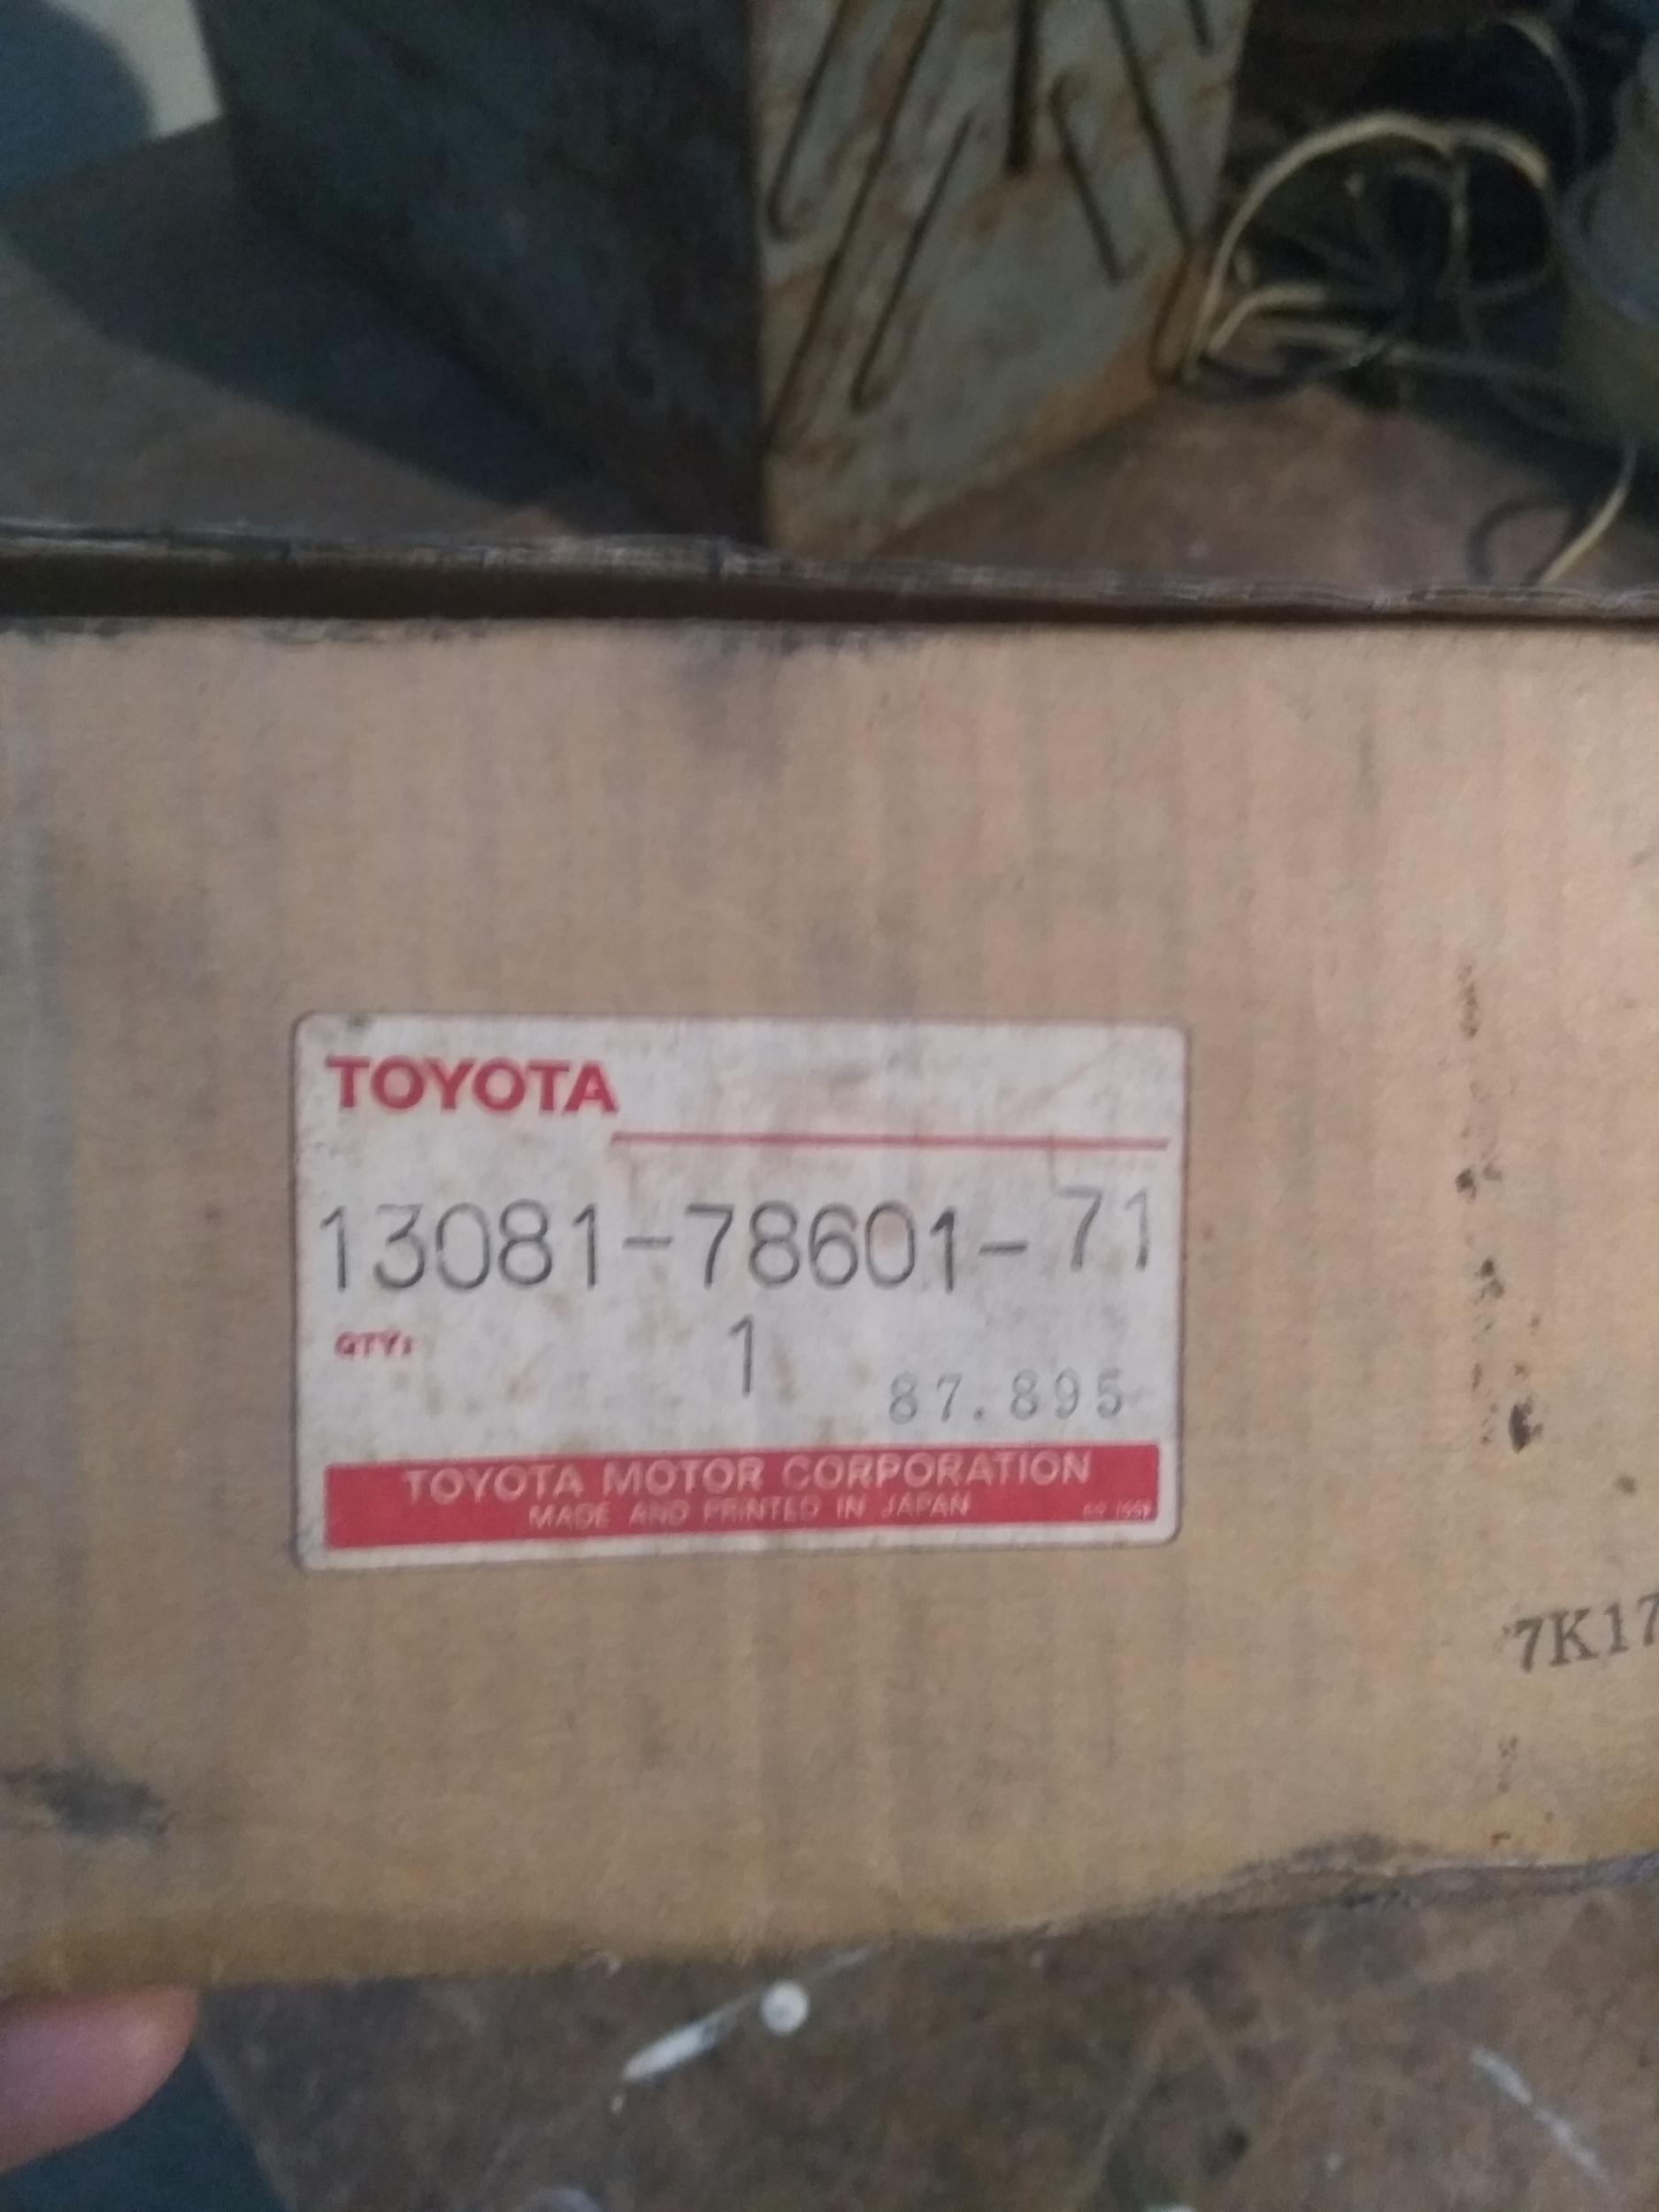 TOYOTA
13081-78601-71
QTY: 1
87.895
TOYOTA MOTOR CORPORATION
MADE AND PRINTED IN JAPAN
7K17